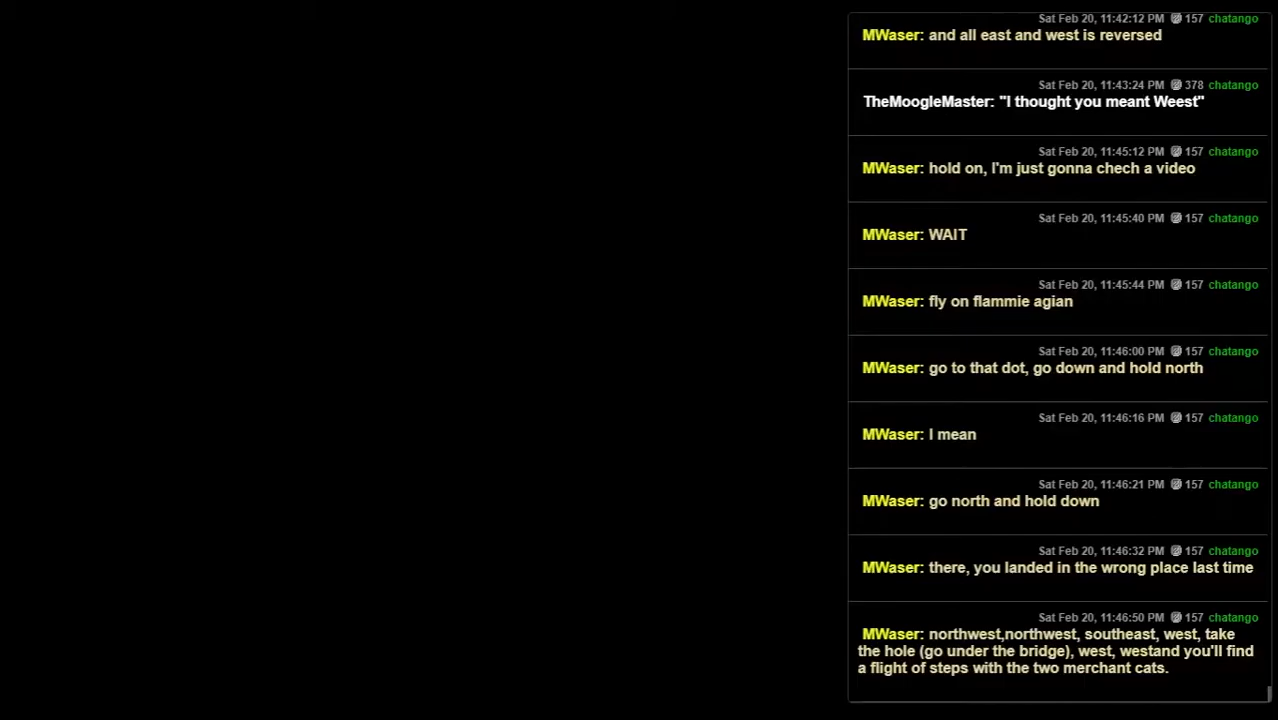 Sat Feb 20, 11:42:12 PM 157 chatango
MWaser: and all east and west is reversed
Sat Feb 20, 11:43:24 PM 378 chatango
TheMoogleMaster: "I thought you meant Weest"
Sat Feb 20, 11:45:12 PM 157 chatango
MWaser: hold on, I'm just gonna chech a video
Sat Feb 20, 11:45:40 PM 157 chatango
MWaser: WAIT
Sat Feb 20, 11:45:44 PM 157 chatango
MWaser: fly on flammie agian
Sat Feb 20, 11:46:00 PM 157 chatango
MWaser: go to that dot, go down and hold north
Sat Feb 20, 11:46:16 PM 157 chatango
MWaser: I mean
Sat Feb 20, 11:46:21 PM 157 chatango
MWaser: go north and hold down
Sat Feb 20, 11:46:32 PM 157 chatango
MWaser: there, you landed in the wrong place last time
Sat Feb 20, 11:46:50 PM 157 chatango
MWaser: northwest,northwest, southeast, west, take
the hole (go under the bridge), west, westand you'll find
a flight of steps with the two merchant cats.